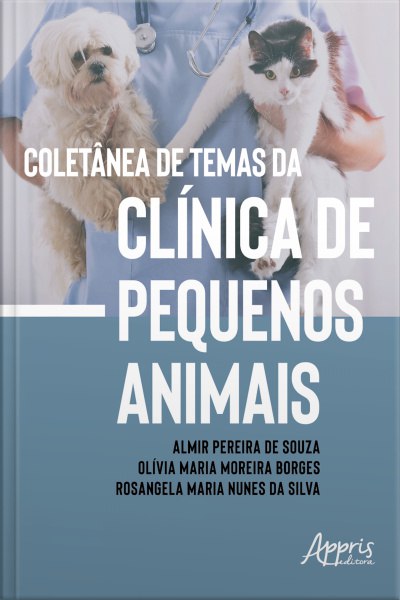 COLETÂNEA DE TEMAS DA
CLÍNICA DE
PEQUENOS
ANIMAIS
ALMIR PEREIRA DE SOUZA
OLÍVIA MARIA MOREIRA BORGES
ROSANGELA MARIA NUNES DA SILVA
Appris
editora